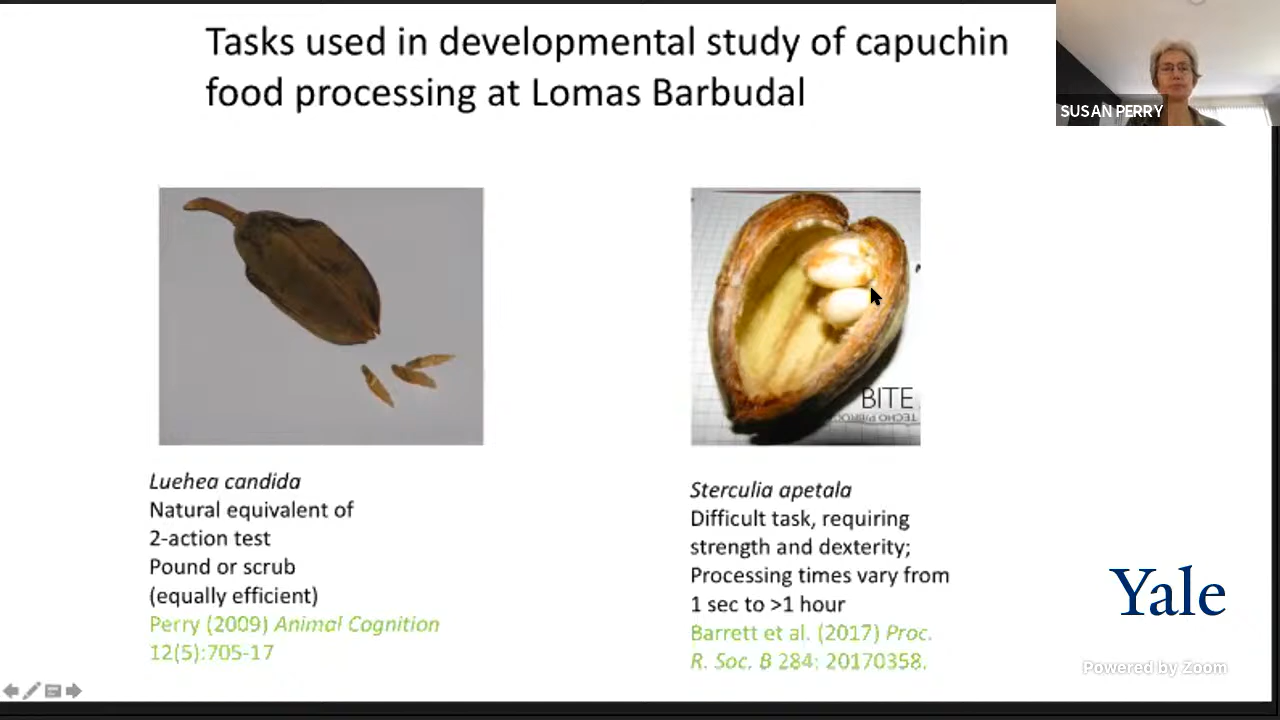 Tasks used in developmental study of capuchin
food processing at Lomas Barbudal
SUSAN PERRY
BITE
Luehea candida
Natural equivalent of
2-action test
Pound or scrub
(equally efficient)
Perry (2009) Animal Cognition
12(5):705-17
Sterculia apetala
Difficult task, requiring
strength and dexterity;
Processing times vary from
1 sec to >1 hour
Barrett et al. (2017) Proc.
R. Soc. B 284: 20170358.
Yale
Powered by Zoom